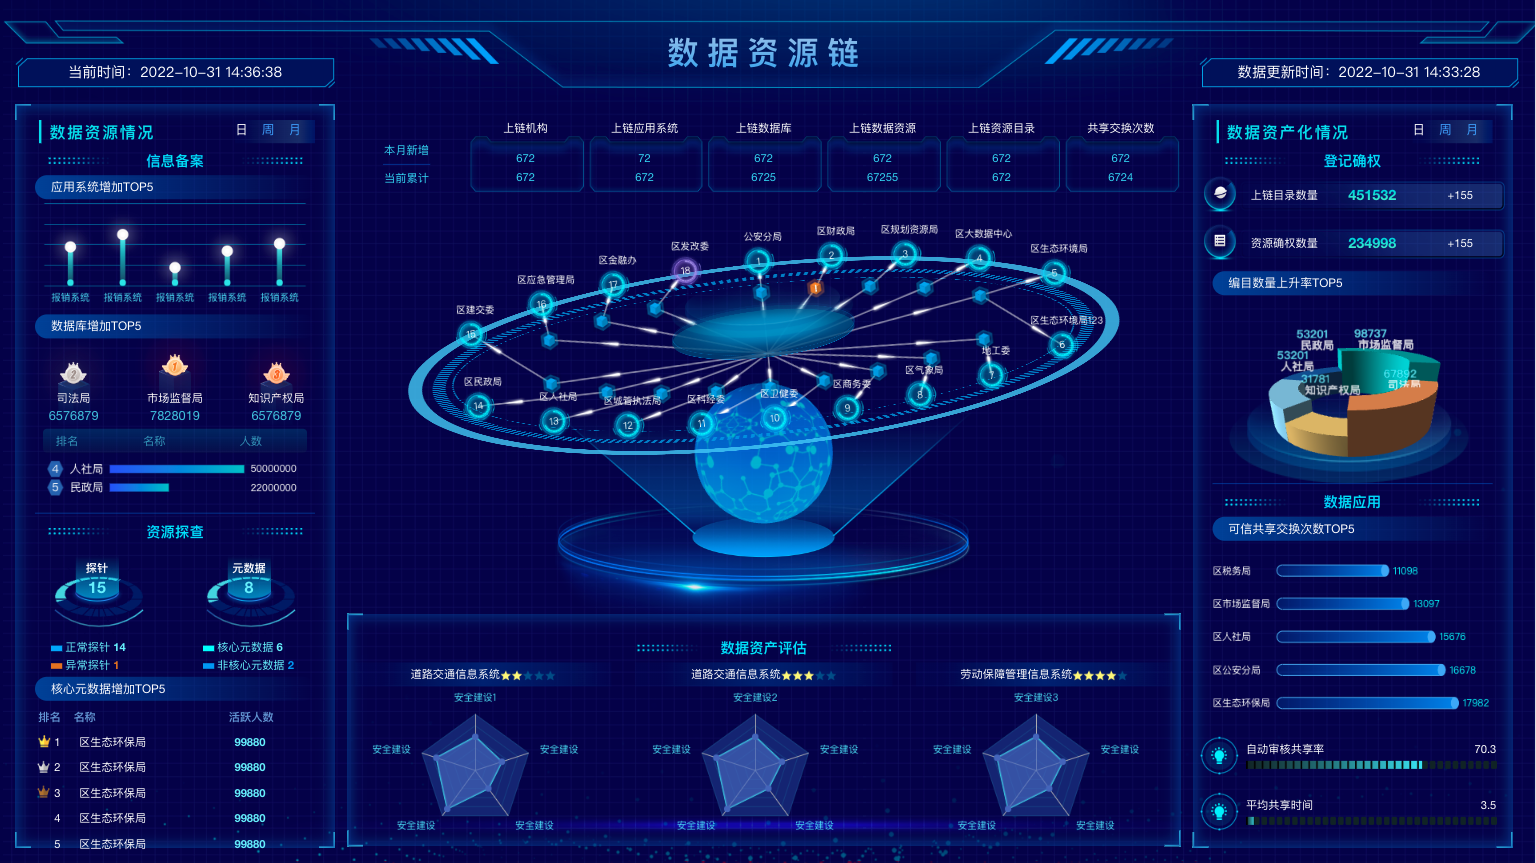 数据资源链
当前时间：2022-10-31 14:36:38
数据更新时间：2022-10-31 14:33:28
数据资源情况
日 周 月
信息备案
应用系统增加TOP5
报销系统 报销系统 报销系统 报销系统 报销系统
数据库增加TOP5
2 1 3
司法局 市场监督局 知识产权局
6576879 7828019 6576879
排名 名称 人数
4 人社局 50000000
5 民政局 22000000
资源探查
探针 元数据
15 8
正常探针 14 核心元数据 6
异常探针 1 非核心元数据 2
核心元数据增加TOP5
排名 名称 活跃人数
1 区生态环保局 99880
2 区生态环保局 99880
3 区生态环保局 99880
4 区生态环保局 99880
5 区生态环保局 99880
上链机构 上链应用系统 上链数据库 上链数据资源 上链资源目录 共享交换次数
本月新增 672 72 672 672 672 672
当前累计 672 672 6725 67255 672 6724
公安分局 1
区财政局 2
区规划资源局 3
区大数据中心 4
区生态环境局 5
区生态环境局123 6
地工委 7
区气象局 8
区商务委 9
区卫健委 10
区科经委 11
区城管执法局 12
区人社局 13
区民政局 14
区建交委 15
区应急管理局 16
区金融办 17
区发改委 18
1
数据资产评估
道路交通信息系统 道路交通信息系统 劳动保障管理信息系统
安全建设1 安全建设2 安全建设3
安全建设 安全建设 安全建设 安全建设 安全建设 安全建设
安全建设 安全建设 安全建设 安全建设 安全建设 安全建设
数据资产化情况
日 周 月
登记确权
上链目录数量 451532 +155
资源确权数量 234998 +155
编目数量上升率TOP5
53201 民政局
98737 市场监督局
53201 人社局
67892 司法局
31781 知识产权局
数据应用
可信共享交换次数TOP5
区税务局 11098
区市场监督局 13097
区人社局 15676
区公安分局 16678
区生态环保局 17982
自动审核共享率 70.3
平均共享时间 3.5